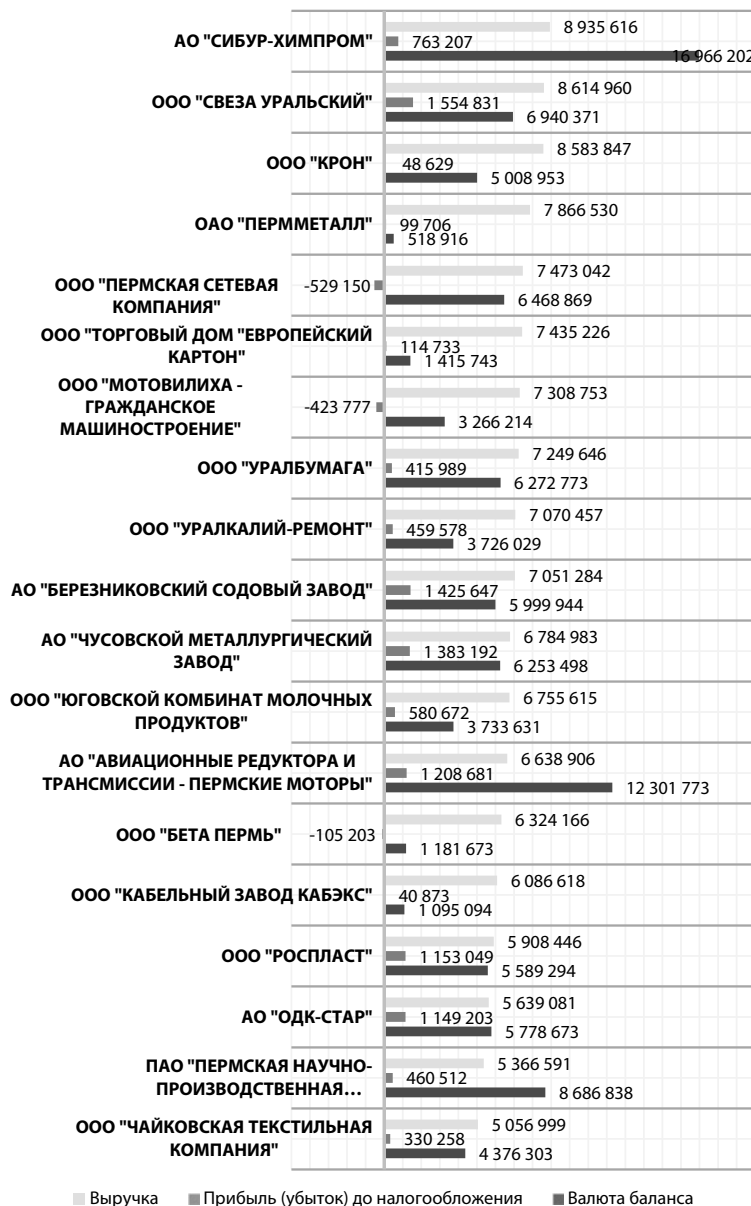 8 935 616
АО "СИБУР-ХИМПРОМ"
763 207
16 966 202
8 614 960
ООО "СВЕЗА УРАЛЬСКИЙ"
1 554 831
6 940 371
8 583 847
ООО "КРОН"
48 629
5 008 953
7 866 530
ОАО "ПЕРММЕТАЛЛ"
99 706
518 916
7 473 042
ООО "ПЕРМСКАЯ СЕТЕВАЯ
КОМПАНИЯ"
-529 150
6 468 869
7 435 226
ООО "ТОРГОВЫЙ ДОМ "ЕВРОПЕЙСКИЙ
КАРТОН"
114 733
1 415 743
ООО "МОТОВИЛИХА -
ГРАЖДАНСКОЕ
МАШИНОСТРОЕНИЕ"
7 308 753
-423 777
3 266 214
7 249 646
ООО "УРАЛБУМАГА"
415 989
6 272 773
7 070 457
ООО "УРАЛКАЛИЙ-РЕМОНТ"
459 578
3 726 029
7 051 284
АО "БЕРЕЗНИКОВСКИЙ СОДОВЫЙ ЗАВОД"
1 425 647
5 999 944
6 784 983
АО "ЧУСОВСКОЙ МЕТАЛЛУРГИЧЕСКИЙ
ЗАВОД"
1 383 192
6 253 498
6 755 615
ООО "ЮГОВСКОЙ КОМБИНАТ МОЛОЧНЫХ
ПРОДУКТОВ"
580 672
3 733 631
6 638 906
АО "АВИАЦИОННЫЕ РЕДУКТОРА И
ТРАНСМИССИИ - ПЕРМСКИЕ МОТОРЫ"
1 208 681
12 301 773
6 324 166
ООО "БЕТА ПЕРМЬ"
-105 203
1 181 673
6 086 618
ООО "КАБЕЛЬНЫЙ ЗАВОД КАБЭКС"
40 873
1 095 094
5 908 446
ООО "РОСПЛАСТ"
1 153 049
5 589 294
5 639 081
АО "ОДК-СТАР"
1 149 203
5 778 673
5 366 591
ПАО "ПЕРМСКАЯ НАУЧНО-
ПРОИЗВОДСТВЕННАЯ…
460 512
8 686 838
5 056 999
ООО "ЧАЙКОВСКАЯ ТЕКСТИЛЬНАЯ
КОМПАНИЯ"
330 258
4 376 303
Выручка Прибыль (убыток) до налогообложения Валюта баланса